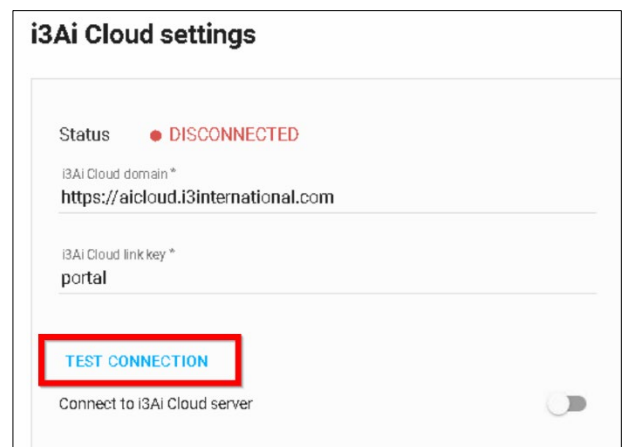 i3Ai Cloud settings
Status ● DISCONNECTED
i3Ai Cloud domain *
https://aicloud.i3international.com
i3Ai Cloud link key *
portal
TEST CONNECTION
Connect to i3Ai Cloud server